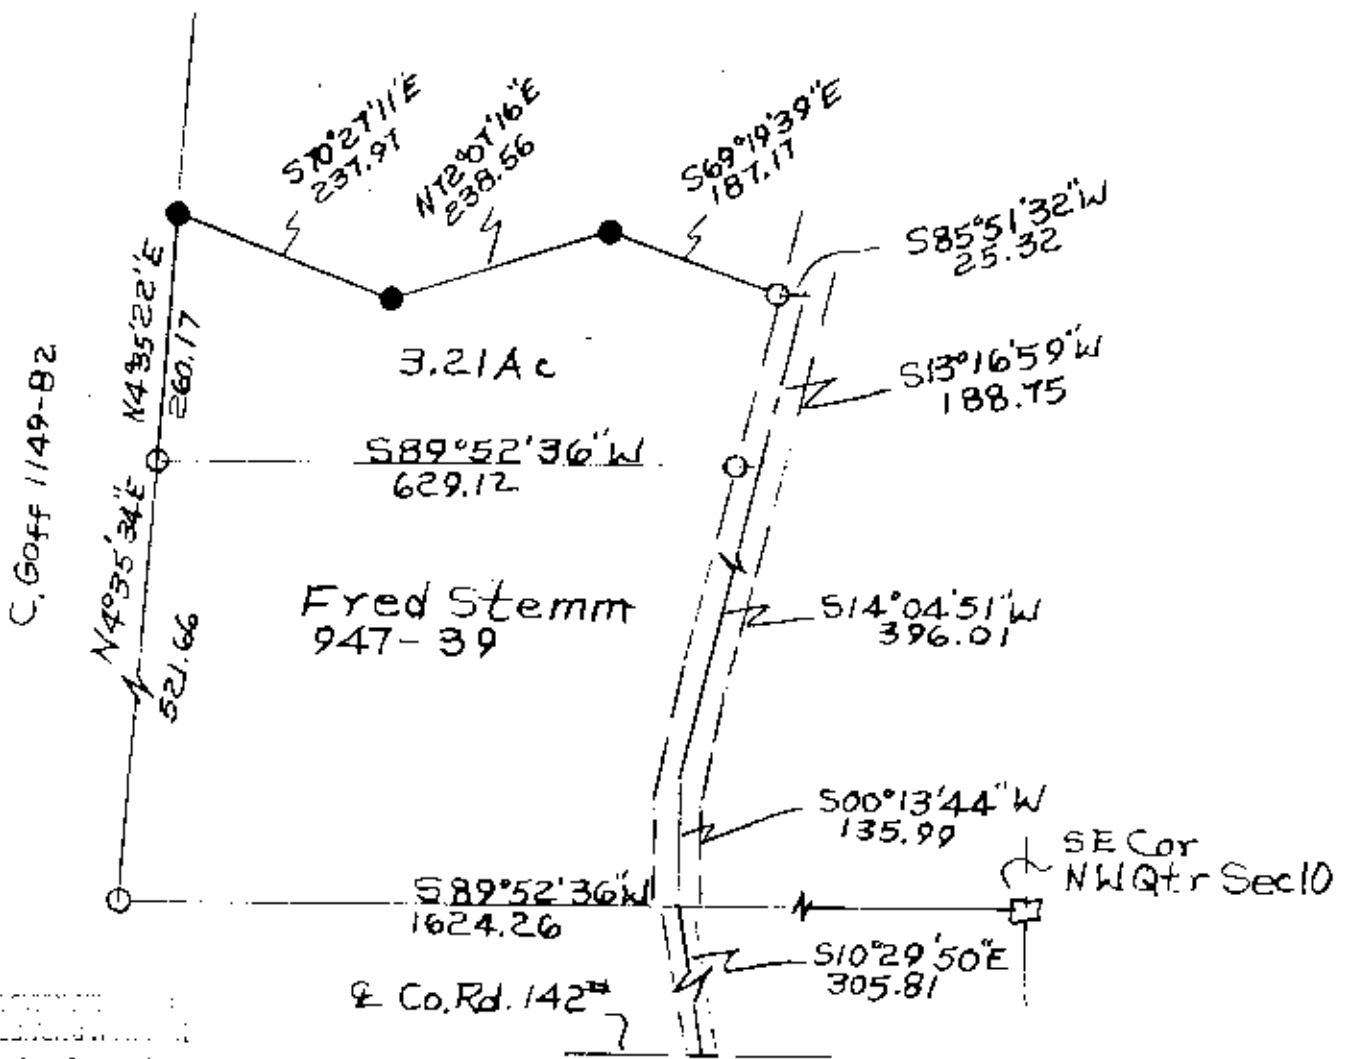 S70°27'11"E
237.97
N72°07'16"E
238.56
S69°19'39"E
187.17
S85°51'32"W
25.32
N4°35'22"E
260.17
3.21 Ac
S13°16'59"W
188.75
C. Goff 1149-82
S89°52'36"W
629.12
N4°35'34"E
521.66
Fred Stemm
947-39
S14°04'51"W
396.01
S00°13'44"W
135.99
SE Cor
NW Qtr Sec 10
S89°52'36"W
1624.26
S10°29'50"E
305.81
℄ Co. Rd. 142